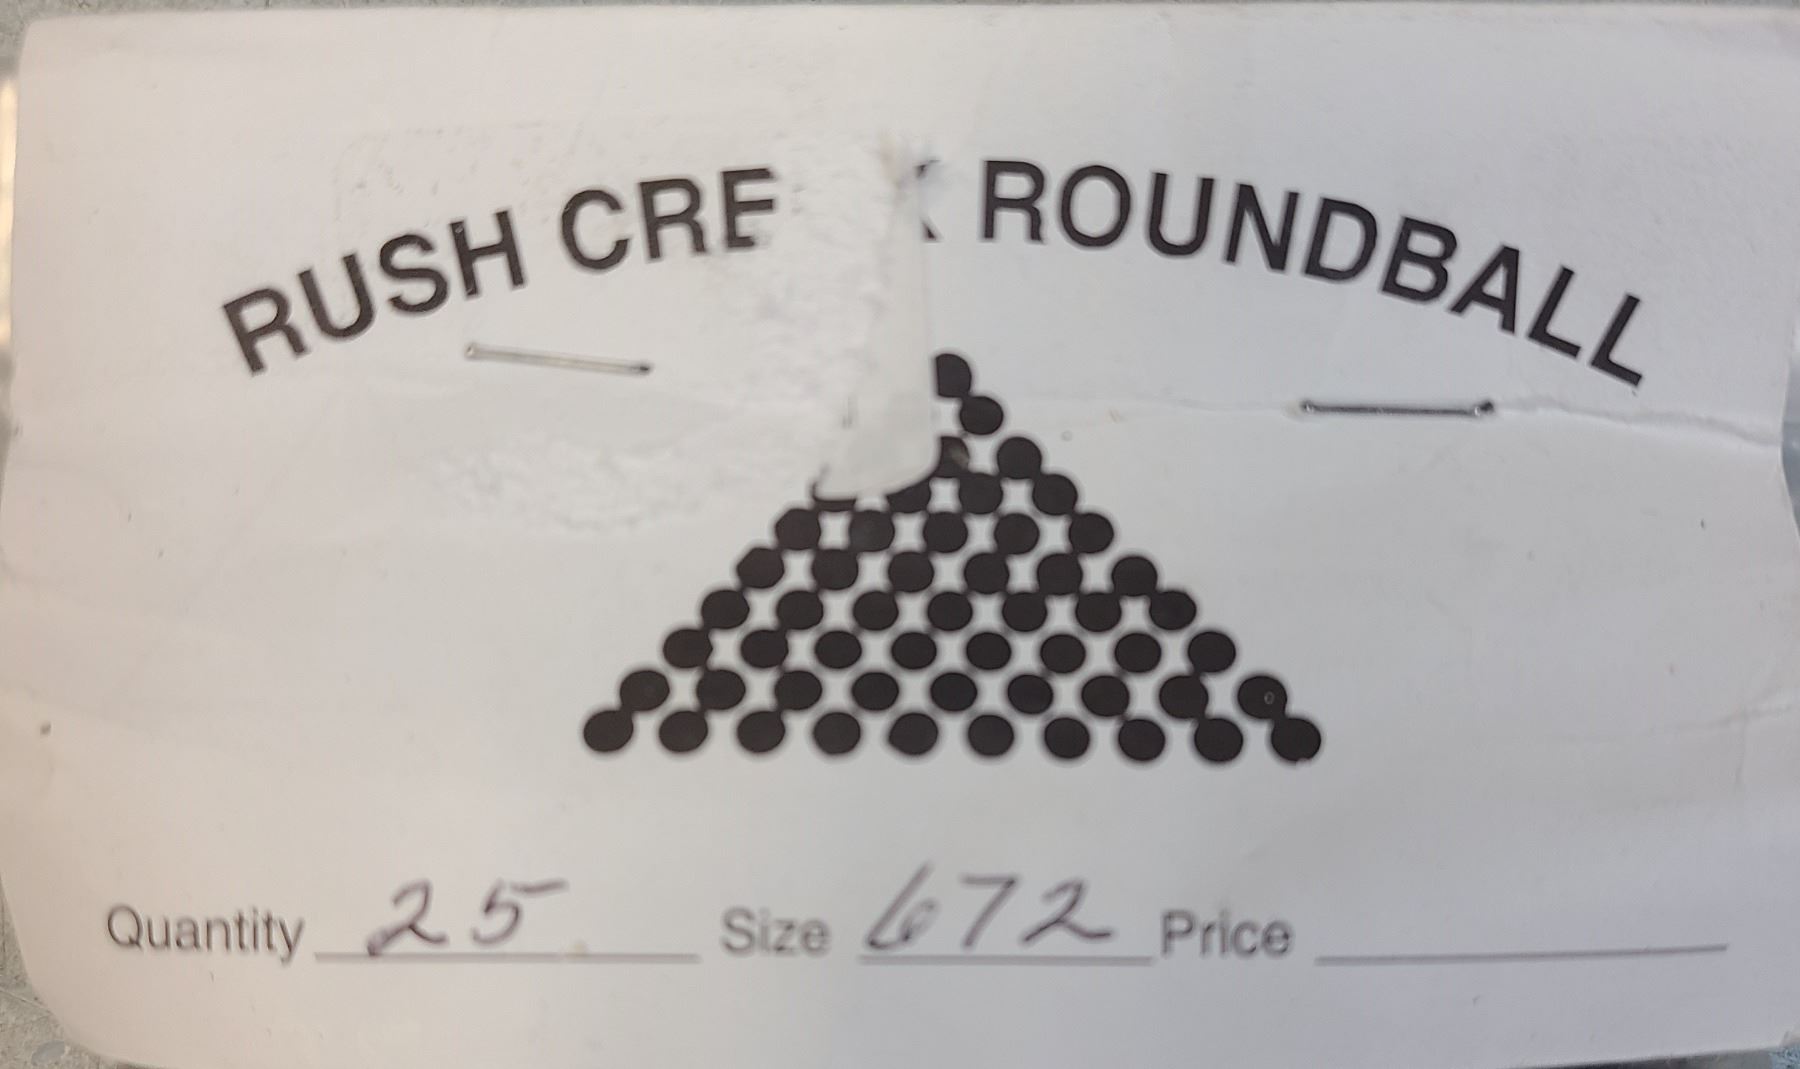 RUSH CRE K ROUNDBALL
Quantity 25 Size 672 Price